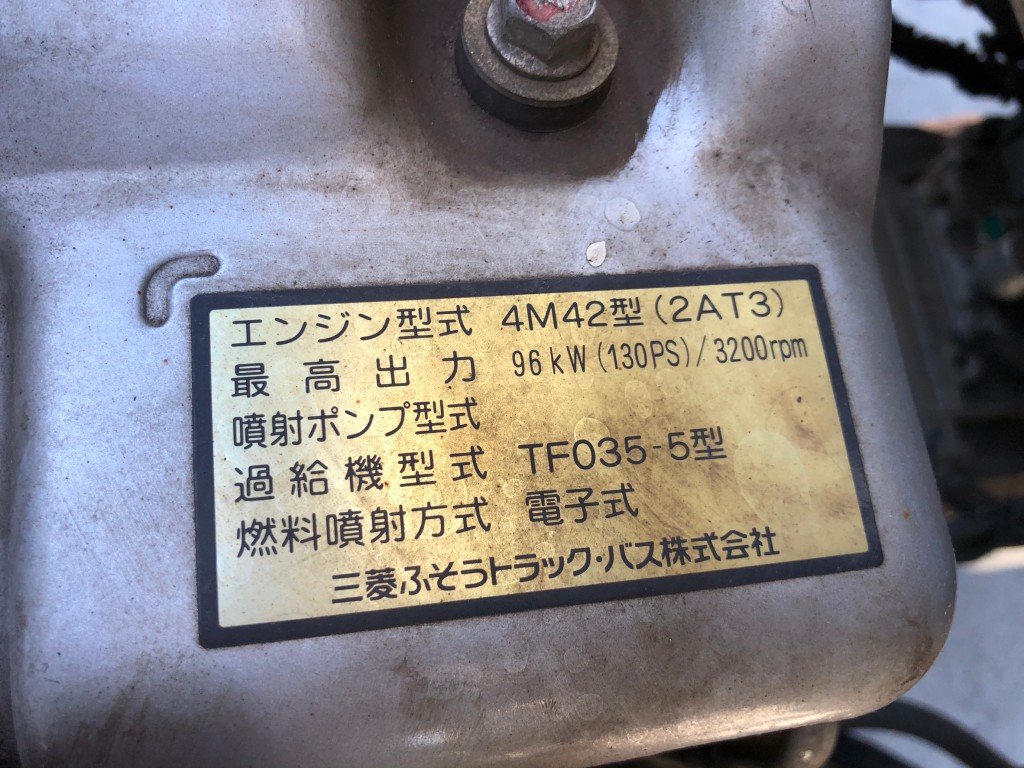 エンジン型式 4M42型(2AT3)
最高出力 96kW(130PS)/3200rpm
噴射ポンプ型式
過給機型式 TF035-5型
燃料噴射方式 電子式
三菱ふそうトラック・バス株式会社